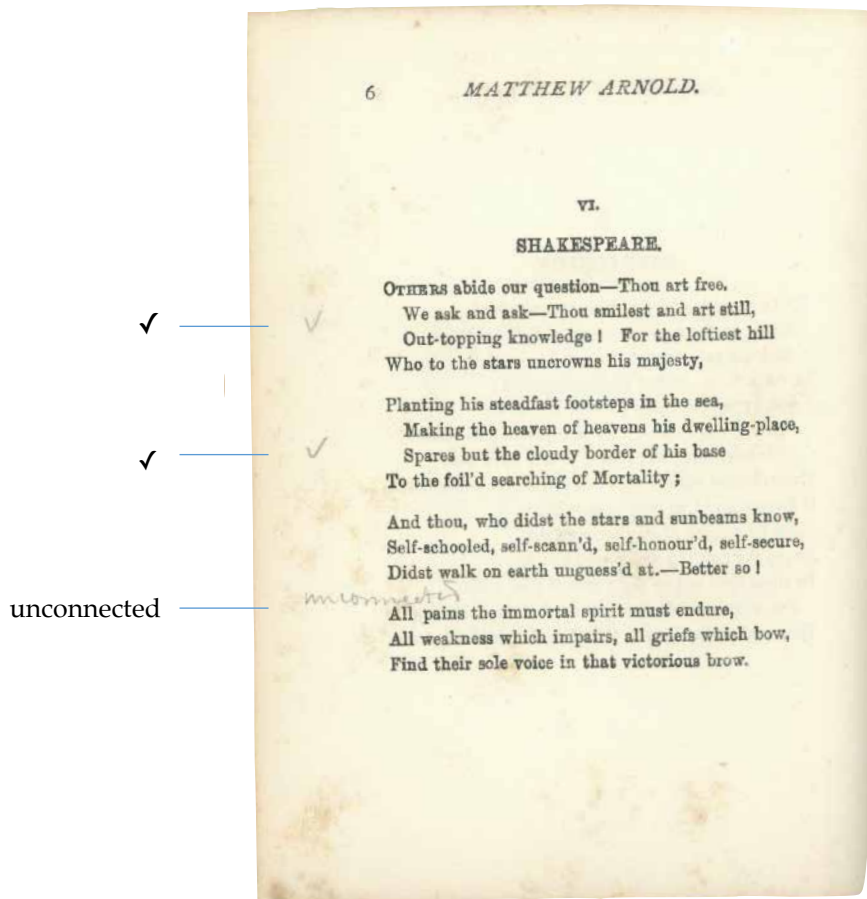 6 MATTHEW ARNOLD.
VI.
SHAKESPEARE.
OTHERS abide our question—Thou art free.
✓ ✓ We ask and ask—Thou smilest and art still,
Out-topping knowledge! For the loftiest hill
Who to the stars uncrowns his majesty,
Planting his steadfast footsteps in the sea,
Making the heaven of heavens his dwelling-place,
✓ ✓ Spares but the cloudy border of his base
To the foil'd searching of Mortality;
And thou, who didst the stars and sunbeams know,
Self-schooled, self-scann'd, self-honour'd, self-secure,
Didst walk on earth unguess'd at.—Better so!
unconnected unconnected
All pains the immortal spirit must endure,
All weakness which impairs, all griefs which bow,
Find their sole voice in that victorious brow.